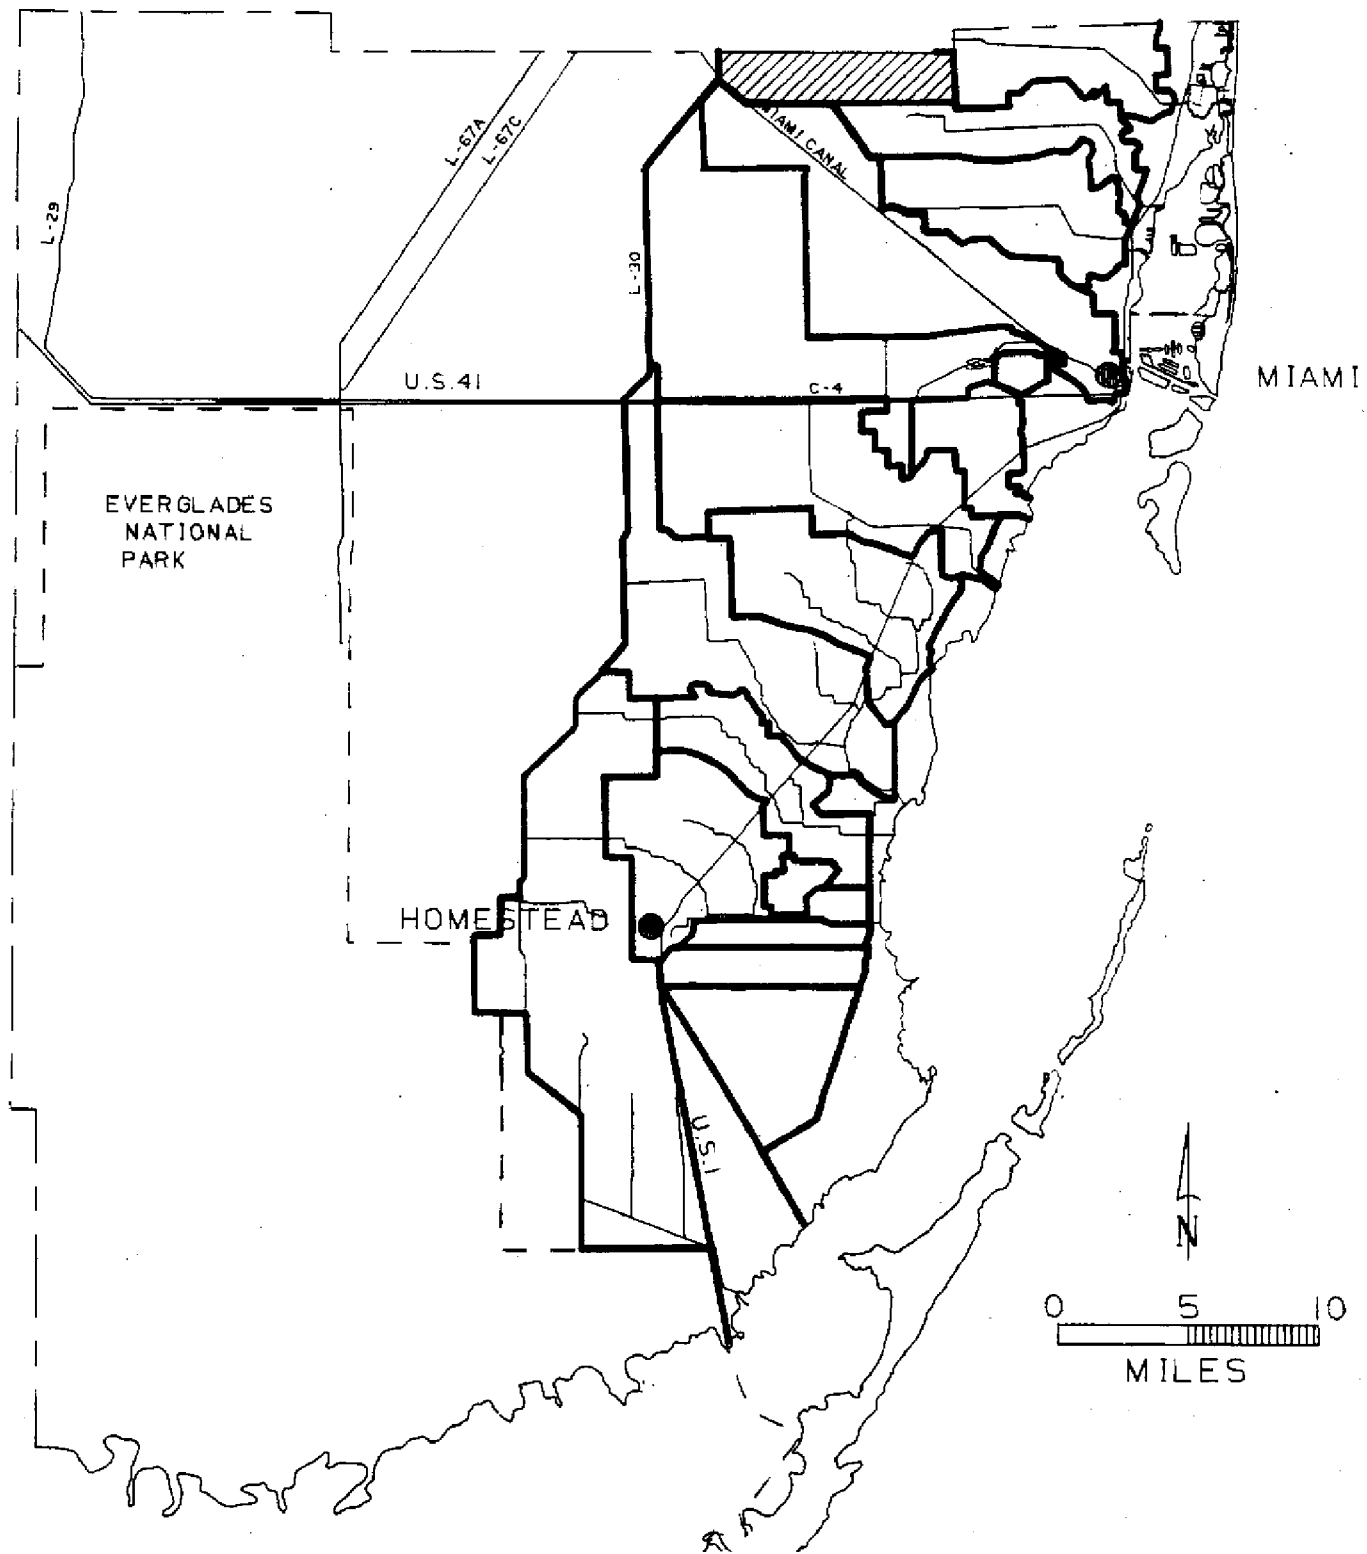 L-67A
L-67C
MIAMI CANAL
L-29
L-30
U.S.41
C-4
MIAMI
EVERGLADES
NATIONAL
PARK
HOMESTEAD
U.S.1
N
0 5 10
MILES